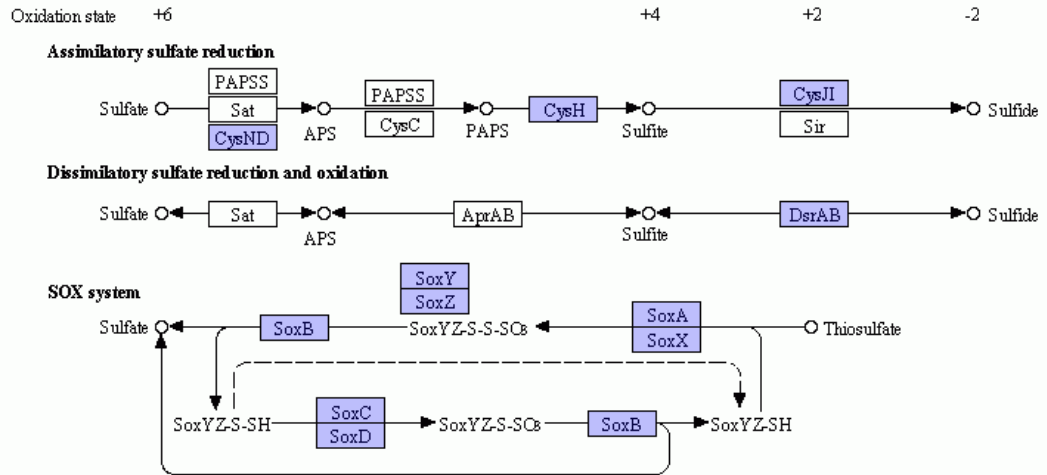 Oxidation state +6 +4 +2 -2
Assimilatory sulfate reduction
PAPSS
Sulfate Sat
CysND
APS
PAPSS
CysC
PAPS
CysH
Sulfite
CysJI
Sir
Sulfide
Dissimilatory sulfate reduction and oxidation
Sulfate Sat AprAB DsrAB Sulfide
APS Sulfite
SOX system
SoxY
SoxZ
Sulfate SoxB SoxYZ-S-S-SO3 SoxA Thiosulfate
SoxX
SoxYZ-S-SH SoxC SoxYZ-S-SO3 SoxB SoxYZ-SH
SoxD